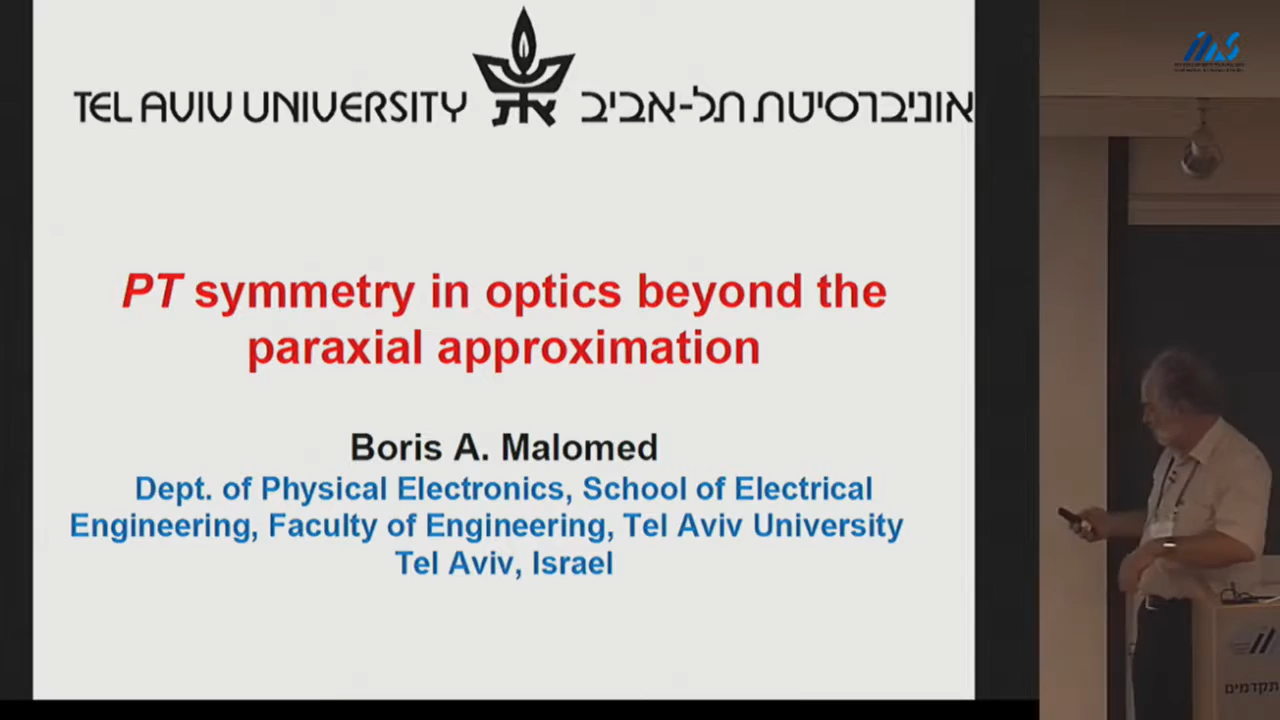 TEL AVIV UNIVERSITY אוניברסיטת תל-אביב
PT symmetry in optics beyond the
paraxial approximation
Boris A. Malomed
Dept. of Physical Electronics, School of Electrical
Engineering, Faculty of Engineering, Tel Aviv University
Tel Aviv, Israel